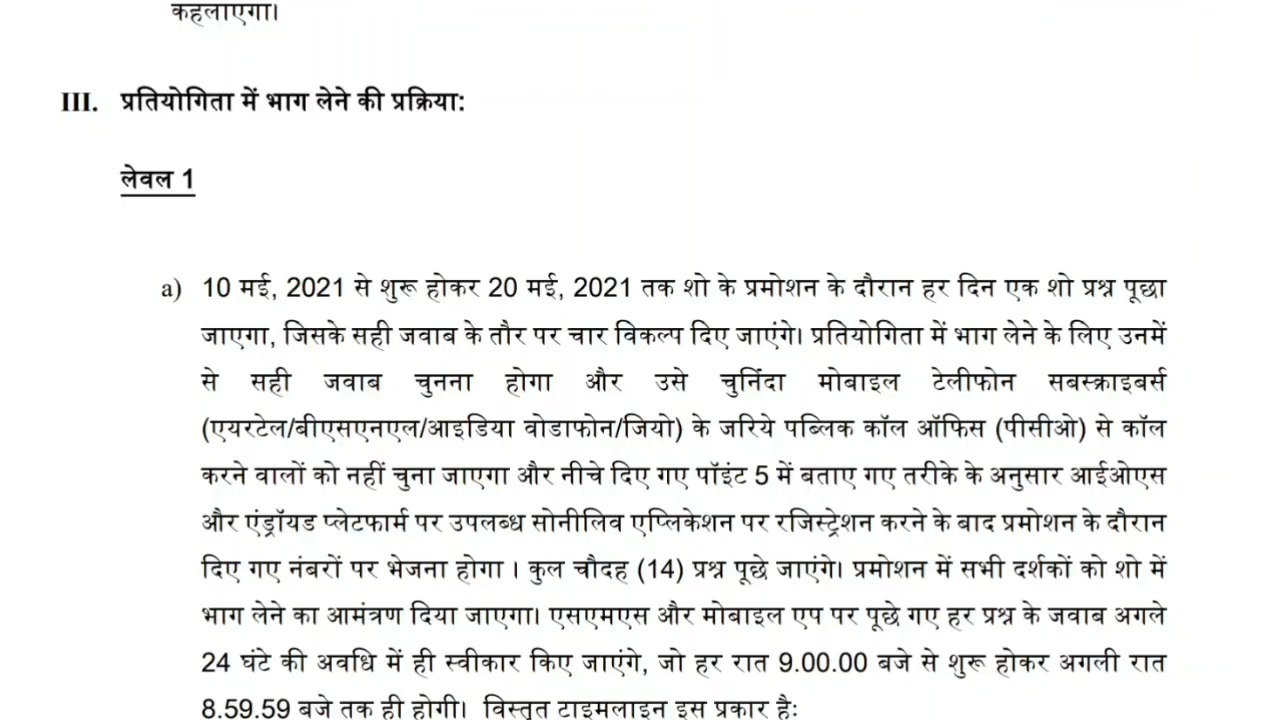 कहलाएगा।
III. प्रतियोगिता में भाग लेने की प्रक्रिया:
लेवल 1
a) 10 मई, 2021 से शुरू होकर 20 मई, 2021 तक शो के प्रमोशन के दौरान हर दिन एक शो प्रश्न पूछा
जाएगा, जिसके सही जवाब के तौर पर चार विकल्प दिए जाएंगे। प्रतियोगिता में भाग लेने के लिए उनमें
से सही जवाब चुनना होगा और उसे चुनिंदा मोबाइल टेलीफोन सबस्क्राइबर्स
(एयरटेल/बीएसएनएल/आइडिया वोडाफोन/जियो) के जरिये पब्लिक कॉल ऑफिस (पीसीओ) से कॉल
करने वालों को नहीं चुना जाएगा और नीचे दिए गए पॉइंट 5 में बताए गए तरीके के अनुसार आईओएस
और एंड्रॉयड प्लेटफार्म पर उपलब्ध सोनीलिव एप्लिकेशन पर रजिस्ट्रेशन करने के बाद प्रमोशन के दौरान
दिए गए नंबरों पर भेजना होगा । कुल चौदह (14) प्रश्न पूछे जाएंगे। प्रमोशन में सभी दर्शकों को शो में
भाग लेने का आमंत्रण दिया जाएगा। एसएमएस और मोबाइल एप पर पूछे गए हर प्रश्न के जवाब अगले
24 घंटे की अवधि में ही स्वीकार किए जाएंगे, जो हर रात 9.00.00 बजे से शुरू होकर अगली रात
8.59.59 बजे तक ही होगी। विस्तृत टाइमलाइन इस प्रकार है: